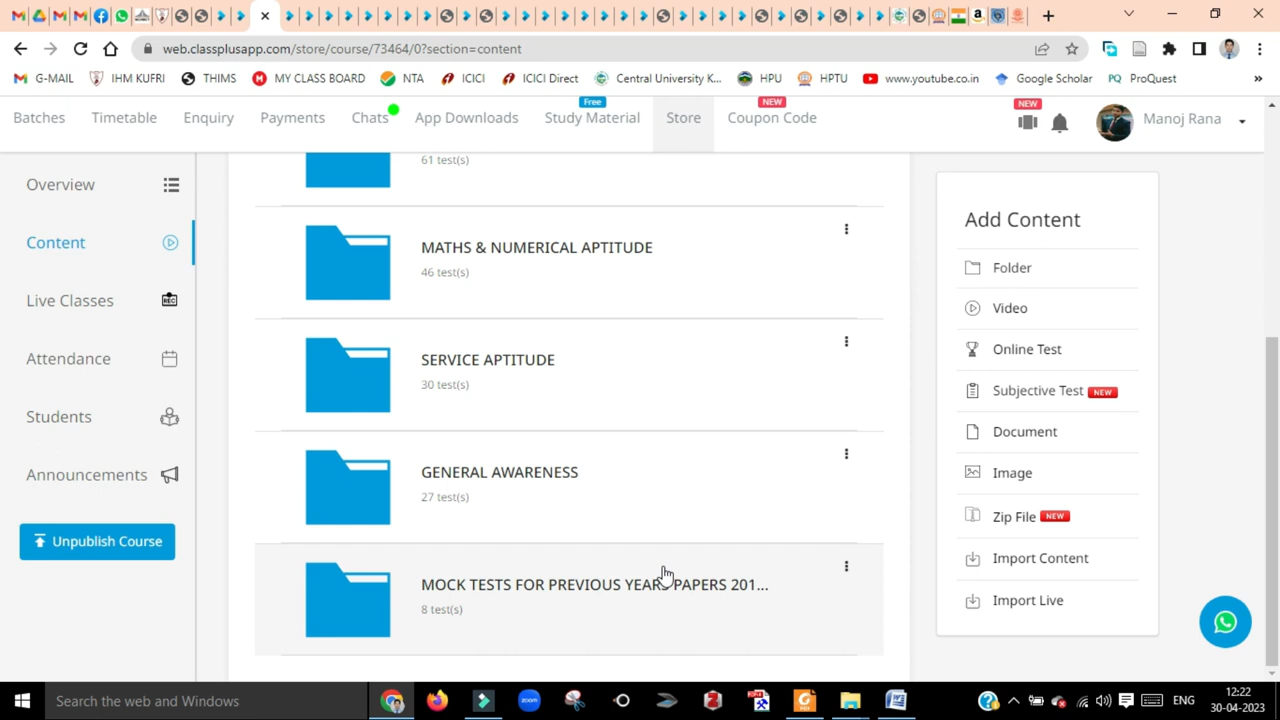 web.classplusapp.com/store/course/73464/0?section=content
G-MAIL IHM KUFRI THIMS MY CLASS BOARD NTA ICICI ICICI Direct Central University K... HPU HPTU www.youtube.co.in Google Scholar PQ ProQuest »
Free NEW NEW
Batches Timetable Enquiry Payments Chats App Downloads Study Material Store Coupon Code Manoj Rana
61 test(s)
Overview
Content
Live Classes
REC
Attendance
Students
Announcements
Unpublish Course
MATHS & NUMERICAL APTITUDE
46 test(s)
SERVICE APTITUDE
30 test(s)
GENERAL AWARENESS
27 test(s)
MOCK TESTS FOR PREVIOUS YEARS PAPERS 201...
8 test(s)
Add Content
Folder
Video
Online Test
Subjective Test NEW
Document
Image
Zip File NEW
Import Content
Import Live
Search the web and Windows
zoom
ENG
12:22
30-04-2023